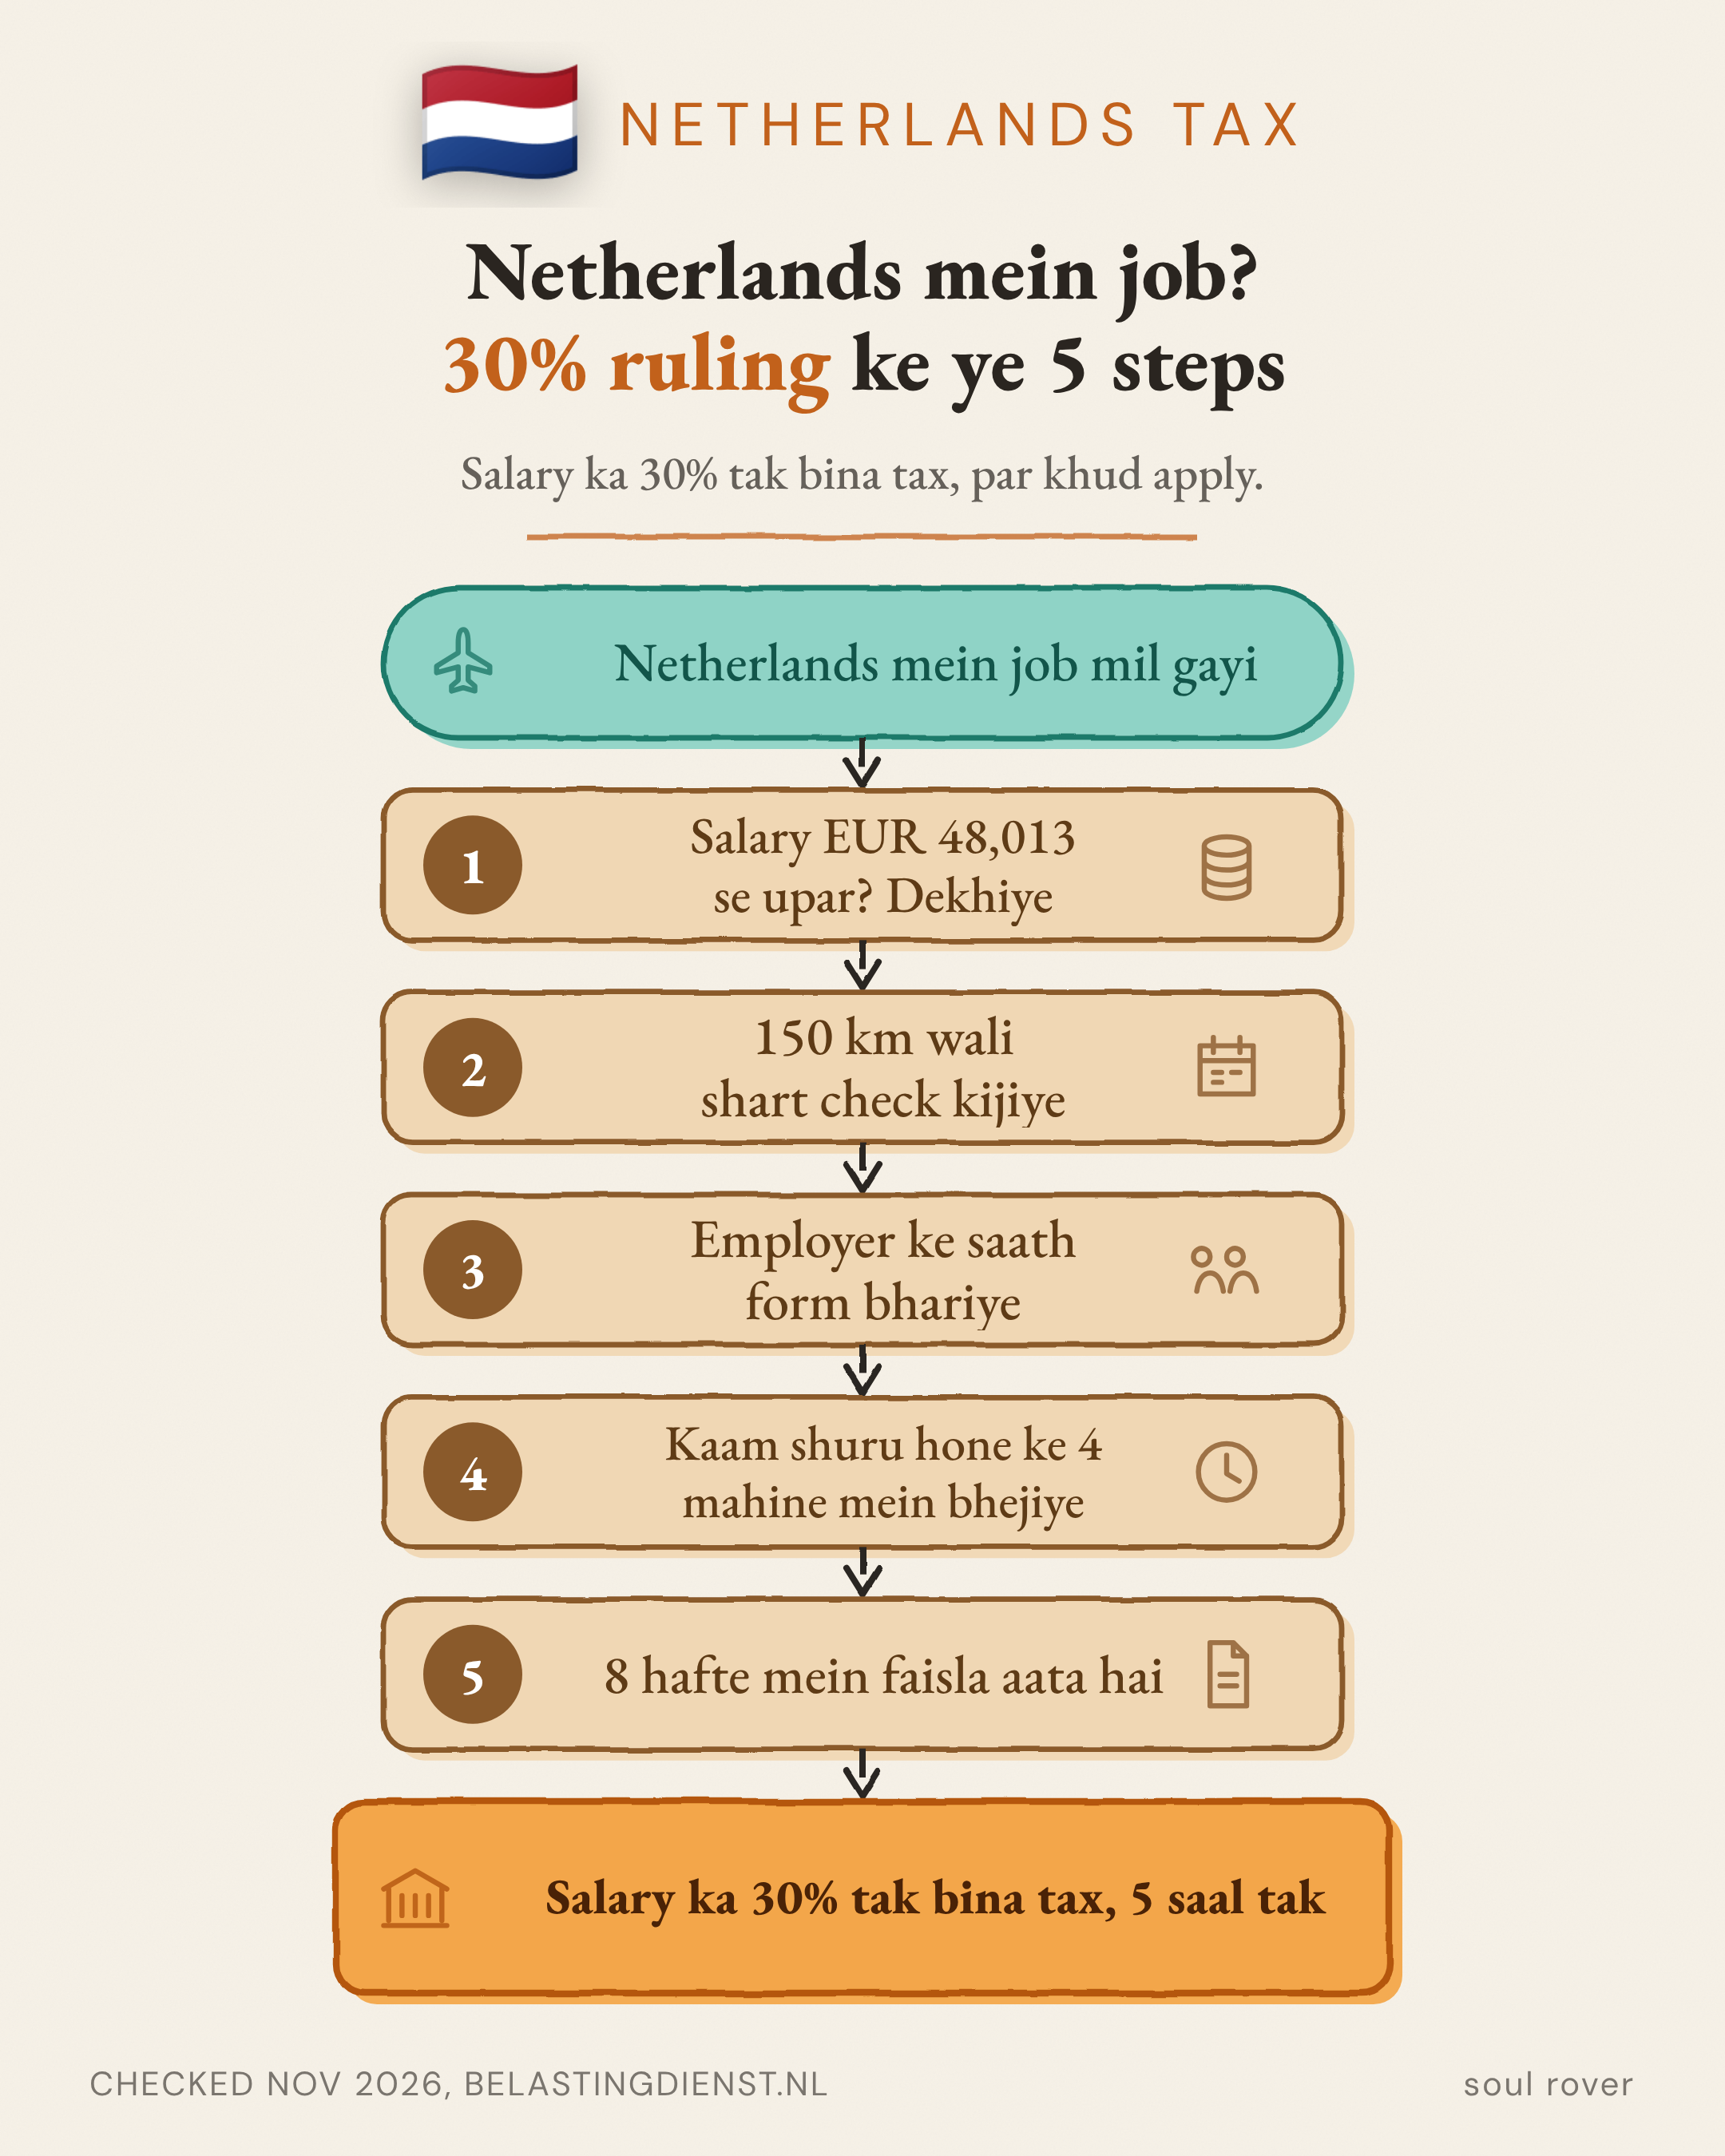 NETHERLANDS TAX
Netherlands mein job?
30% ruling ke ye 5 steps
Salary ka 30% tak bina tax, par khud apply.
Netherlands mein job mil gayi
1
Salary EUR 48,013
se upar? Dekhiye
2
150 km wali
shart check kijiye
3
Employer ke saath
form bhariye
4
Kaam shuru hone ke 4
mahine mein bhejiye
5
8 hafte mein faisla aata hai
Salary ka 30% tak bina tax, 5 saal tak
CHECKED NOV 2026, BELASTINGDIENST.NL
soul rover